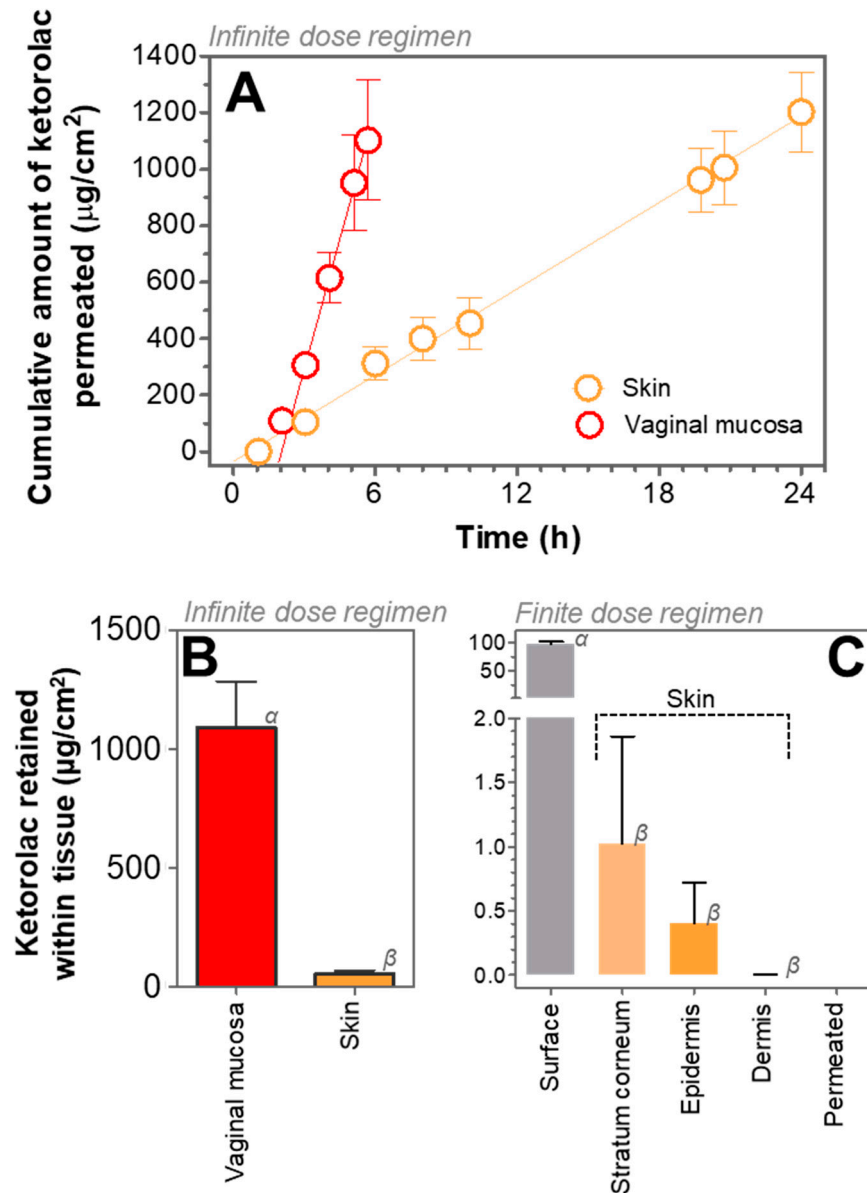 Infinite dose regimen
A
Cumulative amount of ketorolac
permeated (µg/cm²)
1400
1200
1000
800
600
400
200
0
Skin
Vaginal mucosa
0
6
12
18
24
Time (h)
Infinite dose regimen
B
Ketorolac retained
within tissue (µg/cm²)
1500
1000
500
0
α
β
Vaginal mucosa
Skin
Finite dose regimen
C
100
50
2.0
1.5
1.0
0.5
0.0
α
Skin
β
β
β
Surface
Stratum corneum
Epidermis
Dermis
Permeated